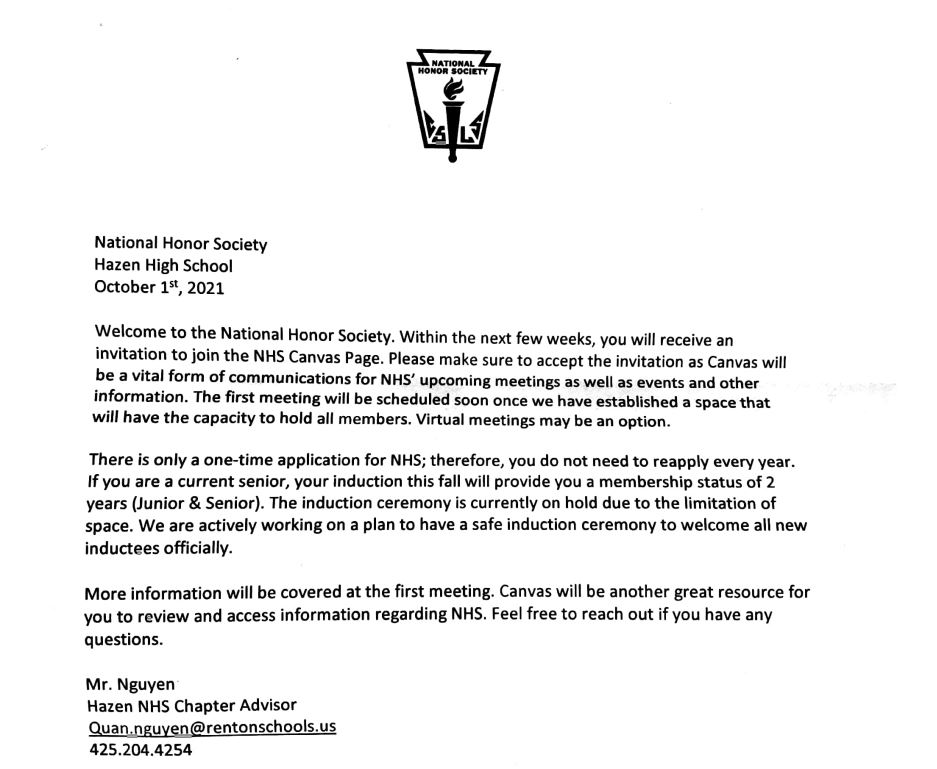 NATIONAL
HONOR SOCIETY
C S L S
National Honor Society
Hazen High School
October 1st, 2021
Welcome to the National Honor Society. Within the next few weeks, you will receive an
invitation to join the NHS Canvas Page. Please make sure to accept the invitation as Canvas will
be a vital form of communications for NHS’ upcoming meetings as well as events and other
information. The first meeting will be scheduled soon once we have established a space that
will have the capacity to hold all members. Virtual meetings may be an option.
There is only a one-time application for NHS; therefore, you do not need to reapply every year.
If you are a current senior, your induction this fall will provide you a membership status of 2
years (Junior & Senior). The induction ceremony is currently on hold due to the limitation of
space. We are actively working on a plan to have a safe induction ceremony to welcome all new
inductees officially.
More information will be covered at the first meeting. Canvas will be another great resource for
you to review and access information regarding NHS. Feel free to reach out if you have any
questions.
Mr. Nguyen
Hazen NHS Chapter Advisor
Quan.nguyen@rentonschools.us
425.204.4254